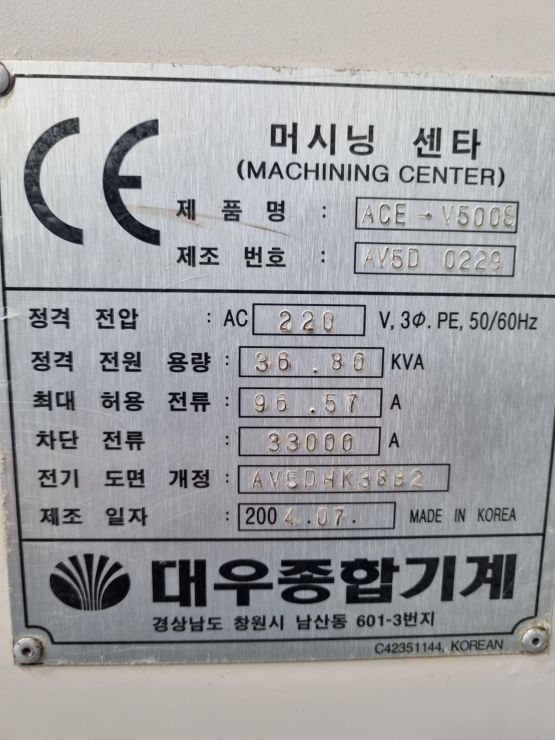 CE
머시닝 센타
(MACHINING CENTER)
제 품 명 : ACE-V500S
제조 번호 : AV5D 0229
정격 전압 : AC 220 V, 3Φ. PE, 50/60Hz
정격 전원 용량 : 36.80 KVA
최대 허용 전류 : 96.57 A
차단 전류 : 33000 A
전기 도면 개정 : AV5DHK38B2
제조 일자 : 2004.07. MADE IN KOREA
대우종합기계
경상남도 창원시 남산동 601-3번지
C42351144, KOREAN